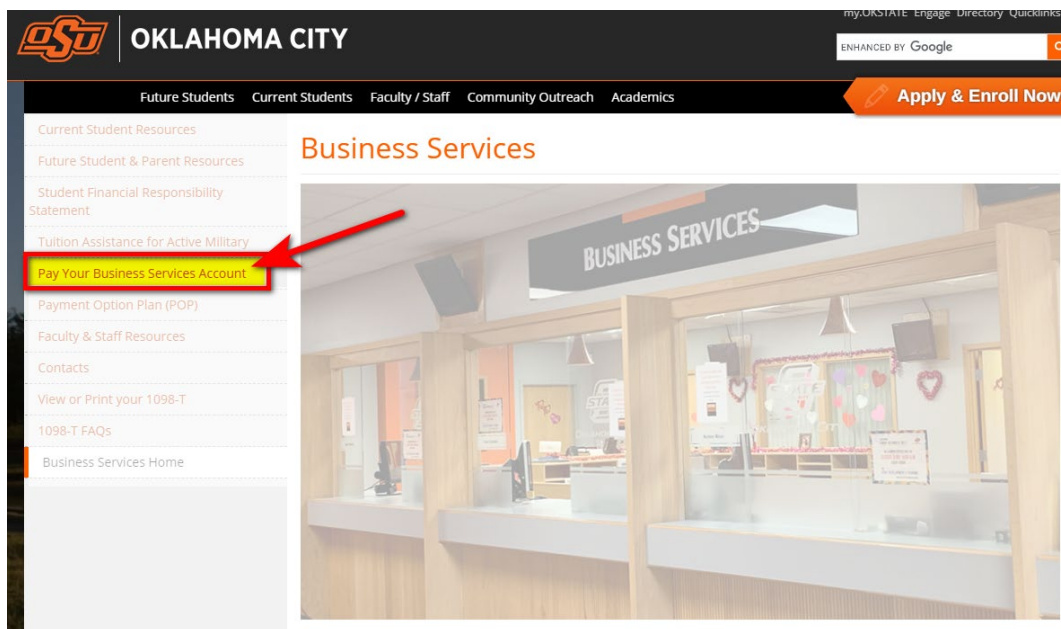 my.OKSTATE Engage Directory Quicklinks
OSU
OKLAHOMA CITY
ENHANCED BY Google
Future Students Current Students Faculty / Staff Community Outreach Academics
Apply & Enroll Now
Current Student Resources
Future Student & Parent Resources
Student Financial Responsibility
Statement
Tuition Assistance for Active Military
Pay Your Business Services Account
Payment Option Plan (POP)
Faculty & Staff Resources
Contacts
View or Print your 1098-T
1098-T FAQs
Business Services Home
Business Services
BUSINESS SERVICES